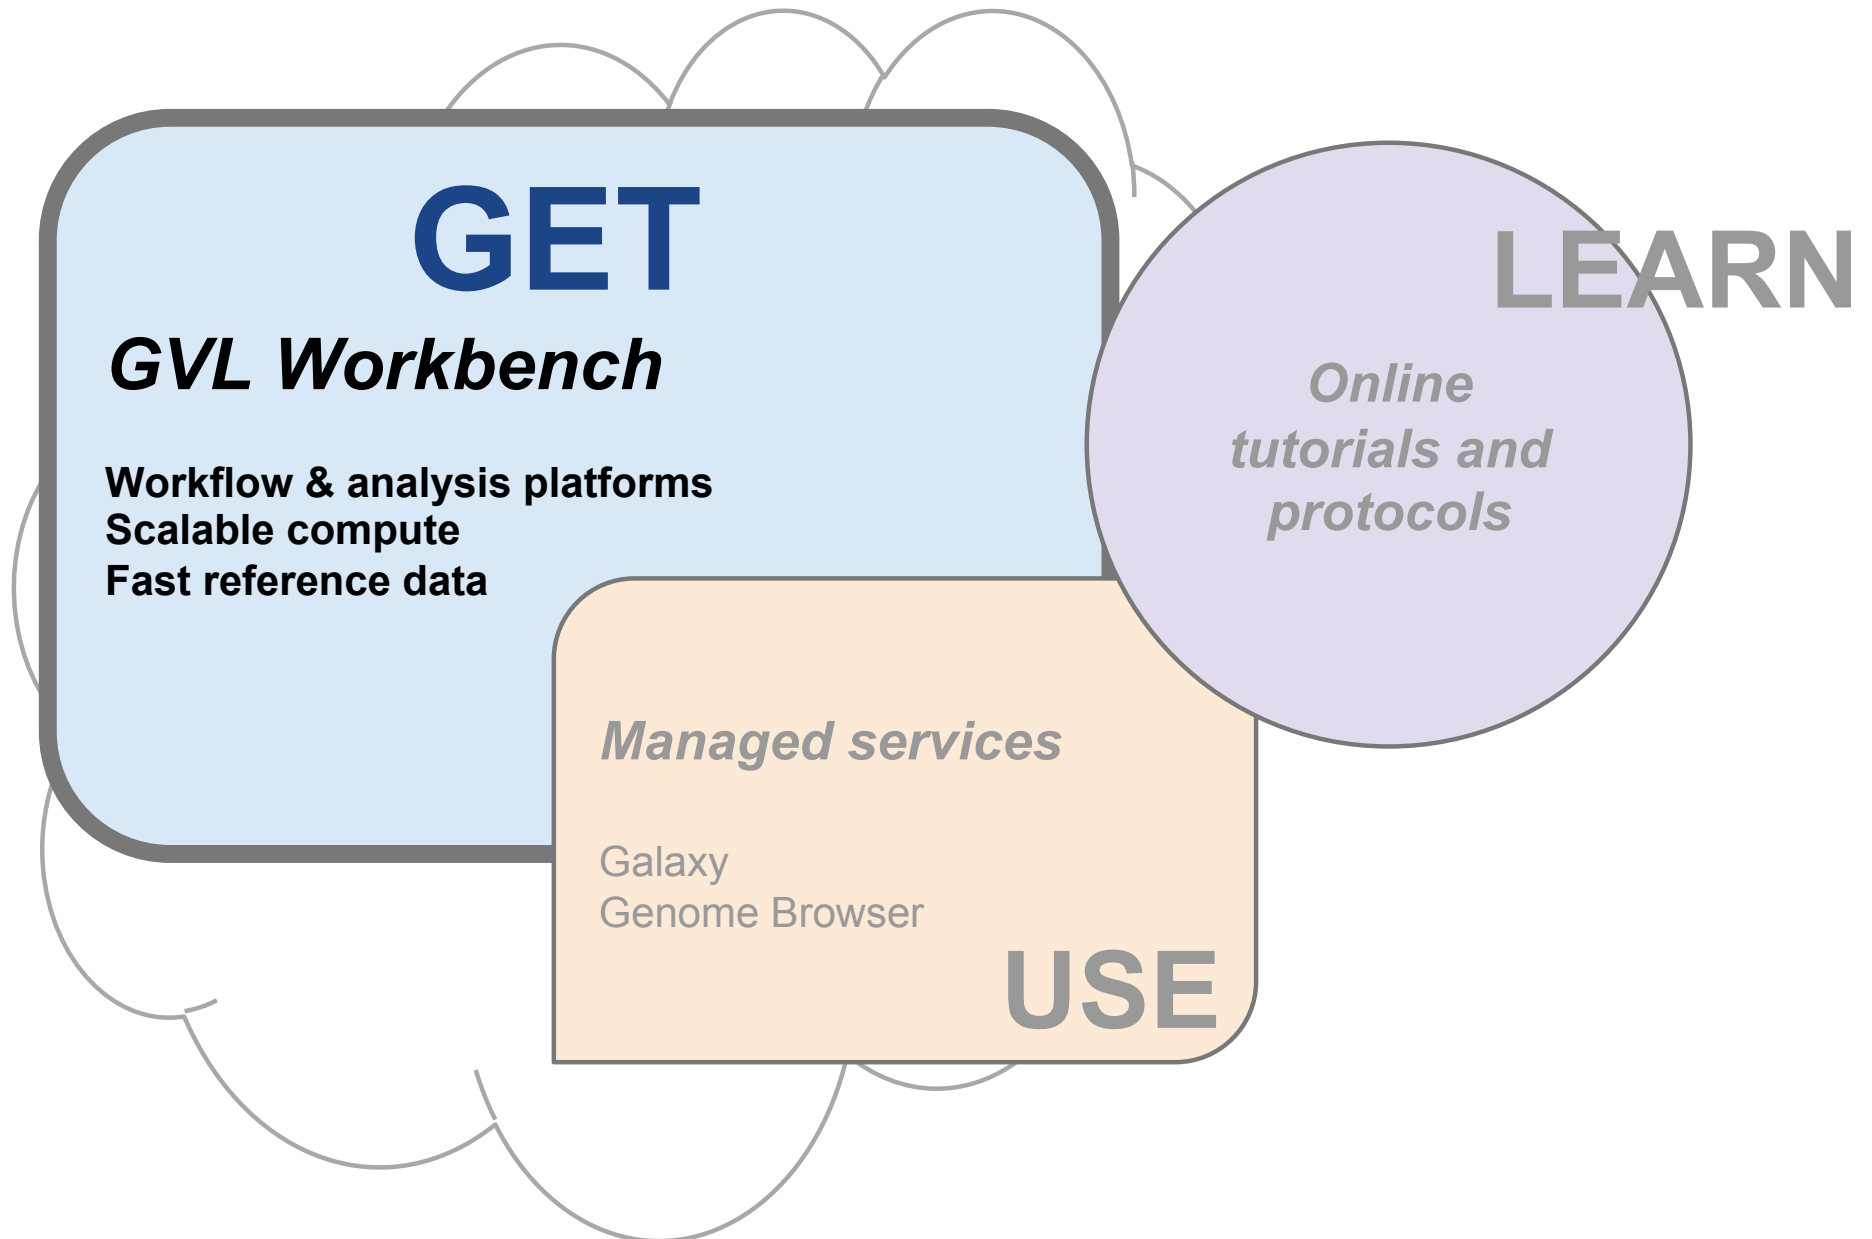 GET
GVL Workbench
Workflow & analysis platforms
Scalable compute
Fast reference data
LEARN
Online
tutorials and
protocols
Managed services
Galaxy
Genome Browser
USE